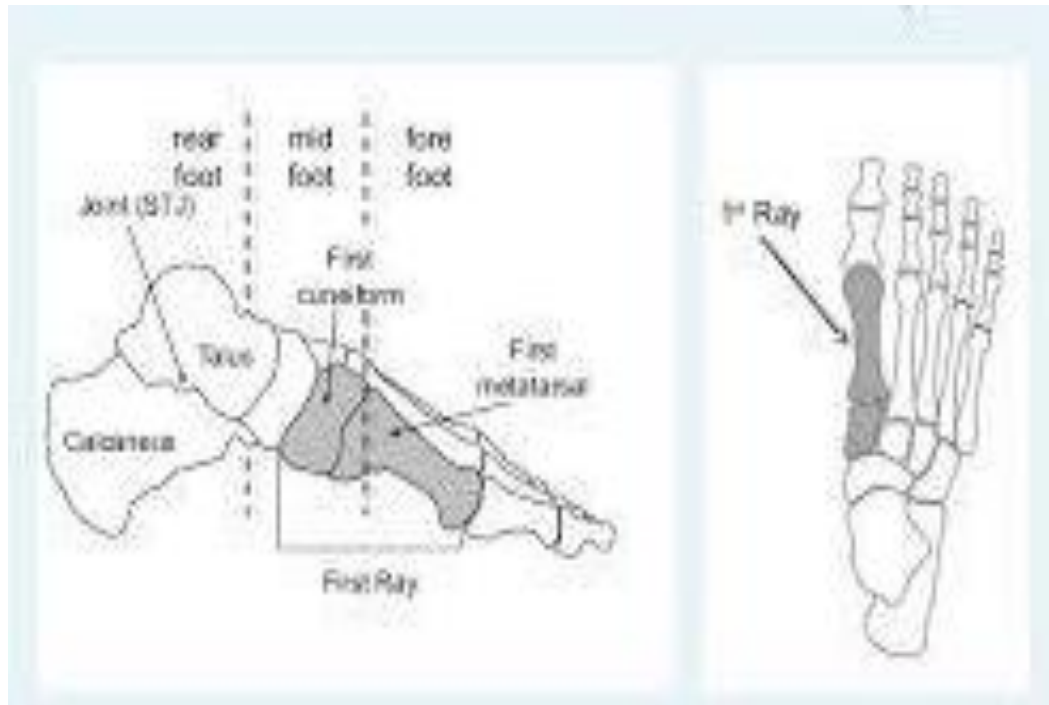 rear
foot
mid
foot
fore
foot
Joint (STJ)
First
cuneiform
Talus
First
metatarsal
Calcaneus
First Ray
1st Ray